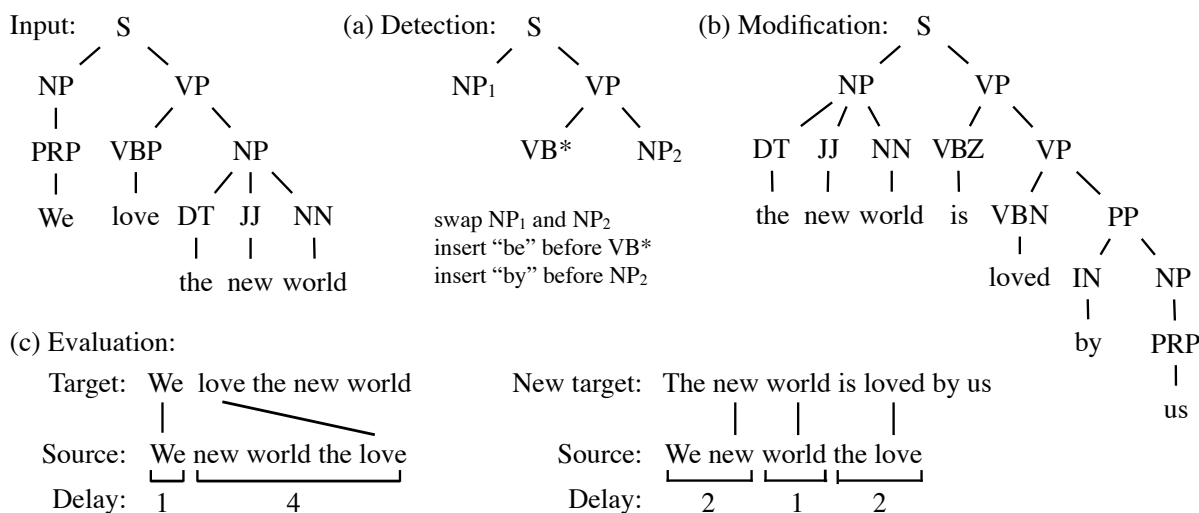 Input: S (a) Detection: S (b) Modification: S
NP VP NP₁ VP NP VP
PRP VBP NP VB* NP₂ DT JJ NN VBZ VP
We love DT JJ NN the new world is VBN PP
swap NP₁ and NP₂
insert “be” before VB*
insert “by” before NP₂
the new world loved IN NP
by PRP
us
(c) Evaluation:
Target: We love the new world New target: The new world is loved by us
Source: We new world the love Source: We new world the love
Delay: 1 4 Delay: 2 1 2